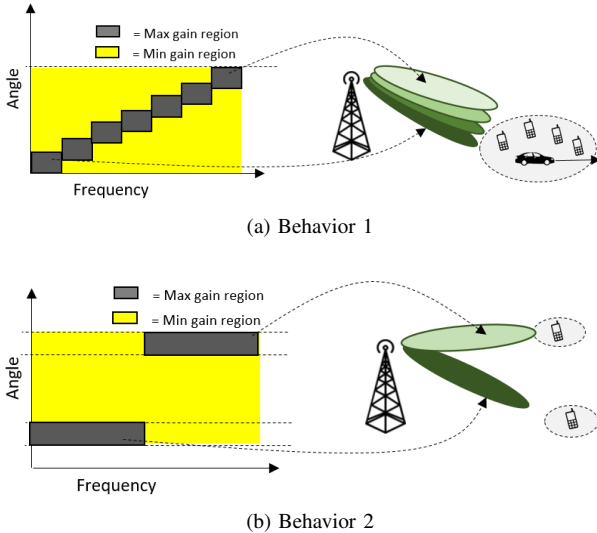 = Max gain region
= Min gain region
Angle
Frequency
(a) Behavior 1
= Max gain region
= Min gain region
Angle
Frequency
(b) Behavior 2